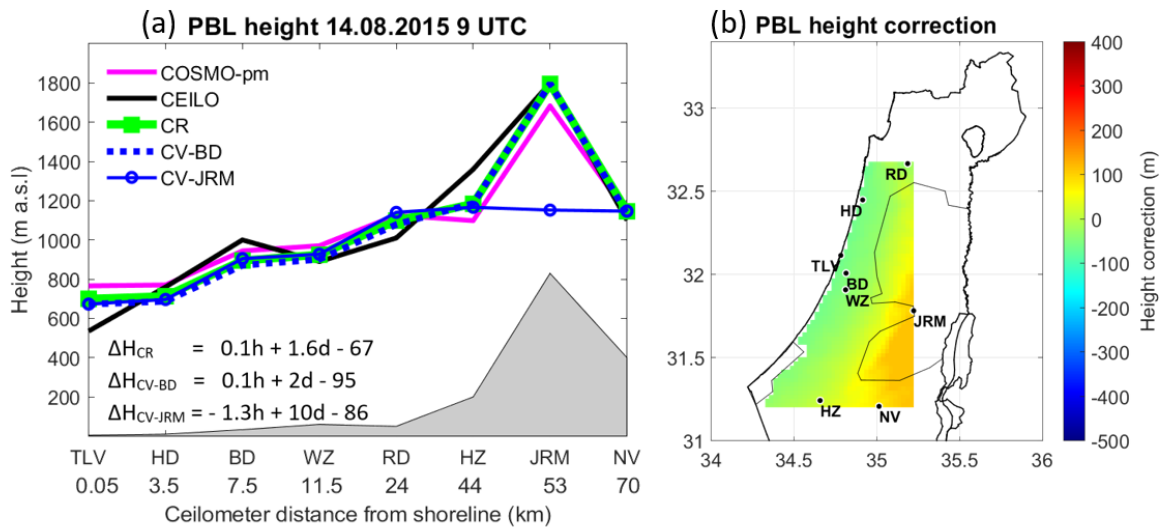 (a) PBL height 14.08.2015 9 UTC
COSMO-pm
CEILO
CR
CV-BD
CV-JRM
Height (m a.s.l)
1800
1600
1400
1200
1000
800
600
400
200
ΔH_CR = 0.1h + 1.6d - 67
ΔH_CV-BD = 0.1h + 2d - 95
ΔH_CV-JRM = - 1.3h + 10d - 86
TLV HD BD WZ RD HZ JRM NV
0.05 3.5 7.5 11.5 24 44 53 70
Ceilometer distance from shoreline (km)
(b) PBL height correction
33
32.5
32
31.5
31
34 34.5 35 35.5 36
RD
HD
TLV
BD
WZ
JRM
HZ
NV
400
300
200
100
0
-100
-200
-300
-400
-500
Height correction (m)